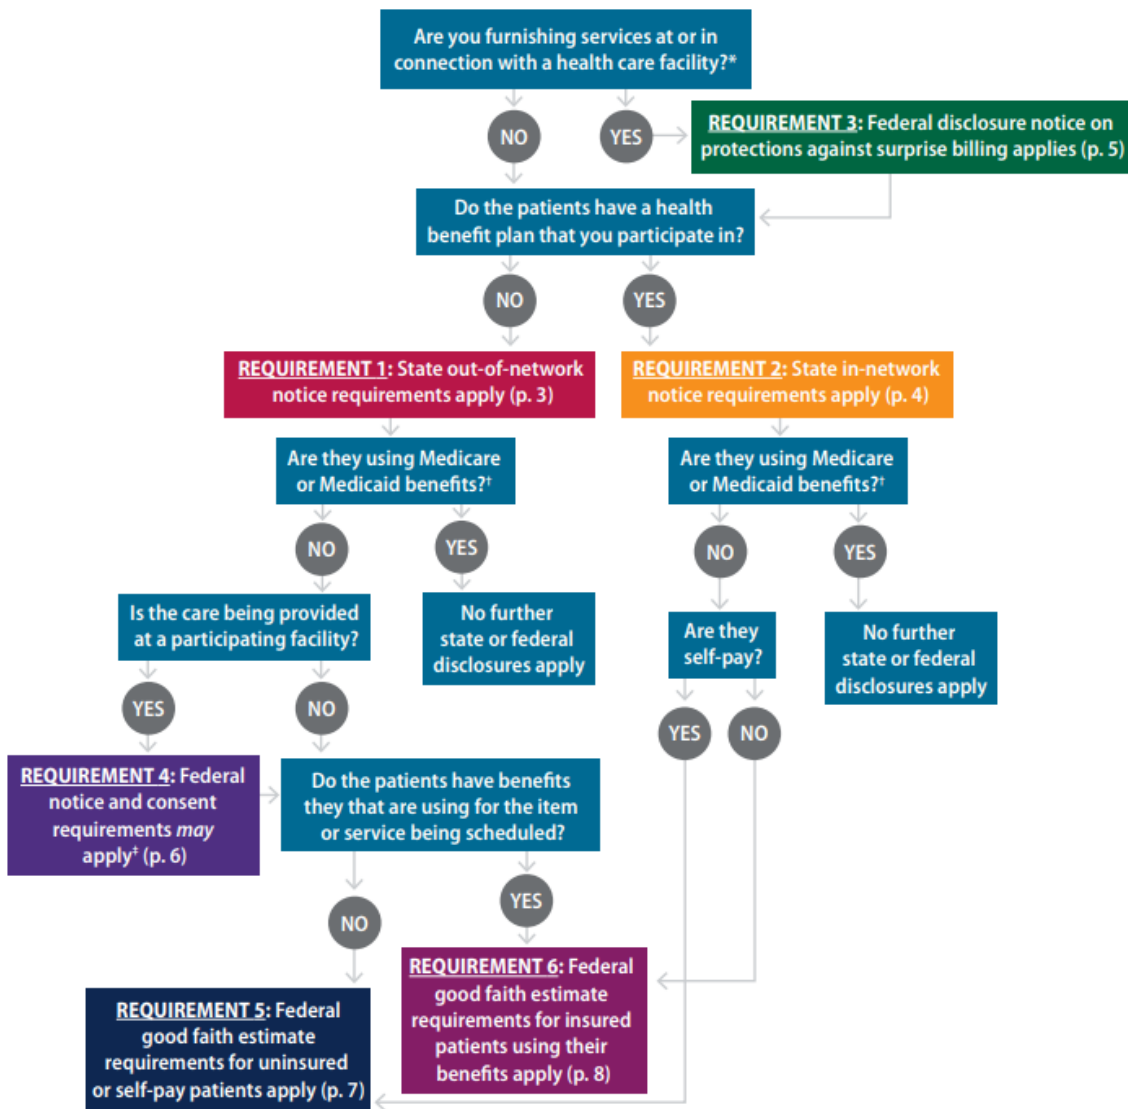 Are you furnishing services at or in
connection with a health care facility?*
NO
YES
REQUIREMENT 3: Federal disclosure notice on
protections against surprise billing applies (p. 5)
Do the patients have a health
benefit plan that you participate in?
NO
YES
REQUIREMENT 1: State out-of-network
notice requirements apply (p. 3)
REQUIREMENT 2: State in-network
notice requirements apply (p. 4)
Are they using Medicare
or Medicaid benefits?†
Are they using Medicare
or Medicaid benefits?†
NO
YES
NO
YES
Is the care being provided
at a participating facility?
No further
state or federal
disclosures apply
Are they
self-pay?
No further
state or federal
disclosures apply
YES
NO
YES
NO
REQUIREMENT 4: Federal
notice and consent
requirements may
apply‡ (p. 6)
Do the patients have benefits
they that are using for the item
or service being scheduled?
NO
YES
REQUIREMENT 5: Federal
good faith estimate
requirements for uninsured
or self-pay patients apply (p. 7)
REQUIREMENT 6: Federal
good faith estimate
requirements for insured
patients using their
benefits apply (p. 8)